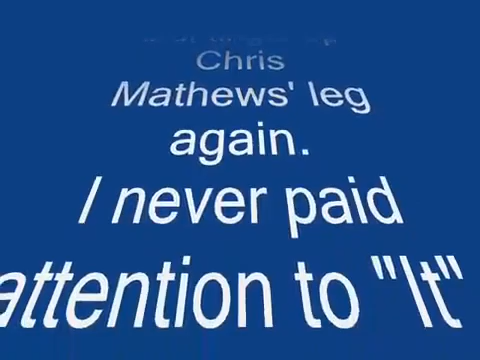 Chris
Mathews' leg
again.
I never paid
attention to "It"